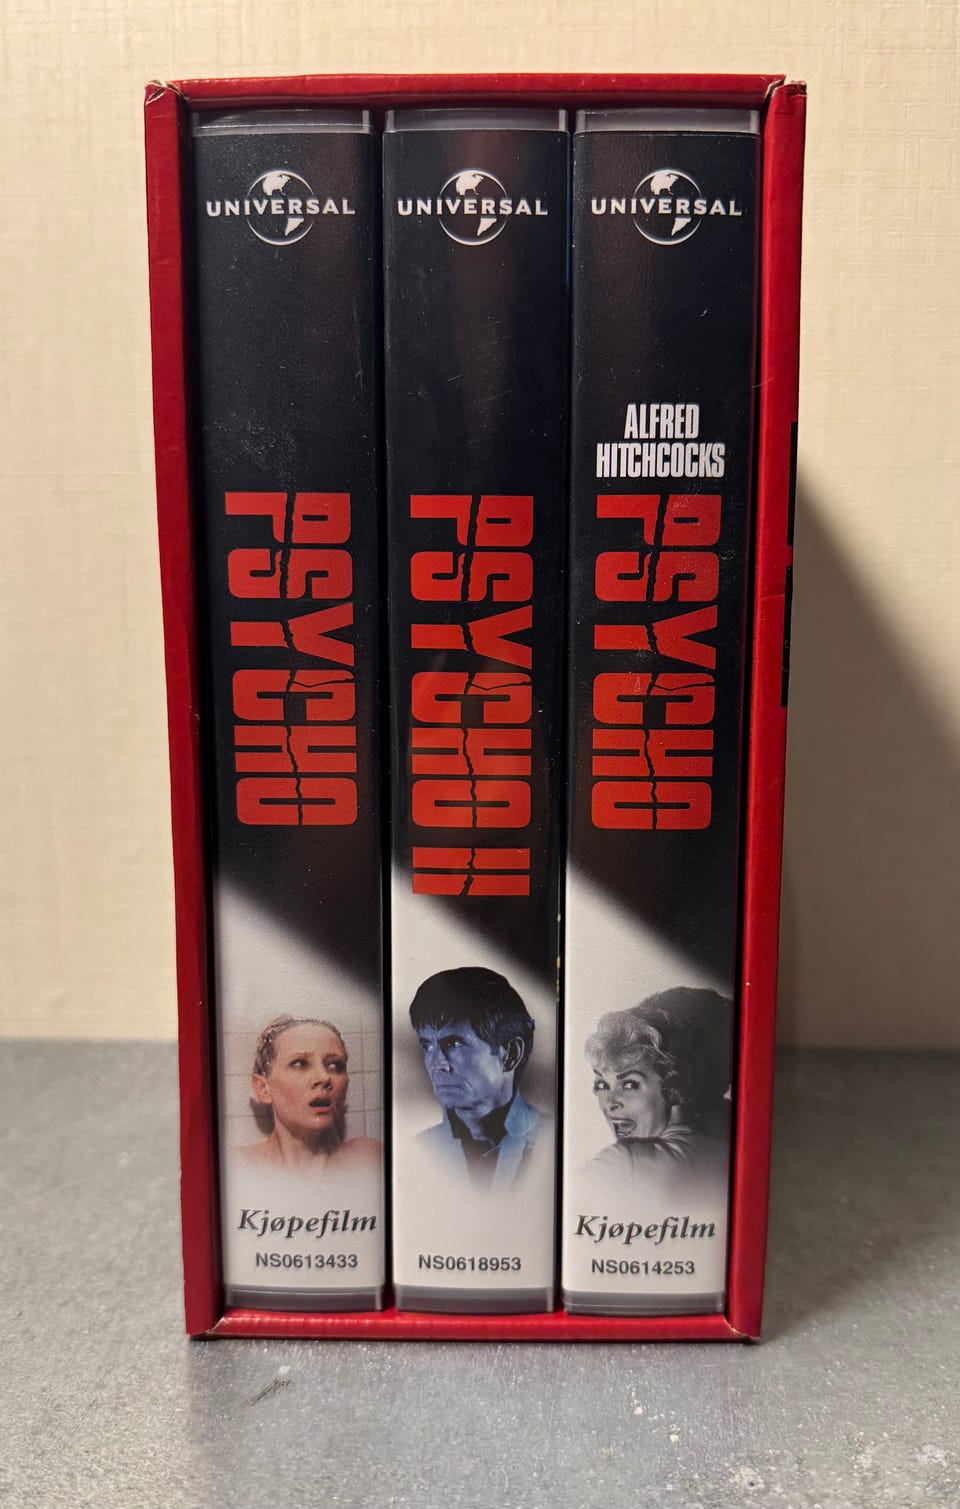 UNIVERSAL
PSYCHO
Kjøpefilm
NS0613433
UNIVERSAL
PSYCHO II
NS0618953
UNIVERSAL
ALFRED
HITCHCOCKS
PSYCHO
Kjøpefilm
NS0614253